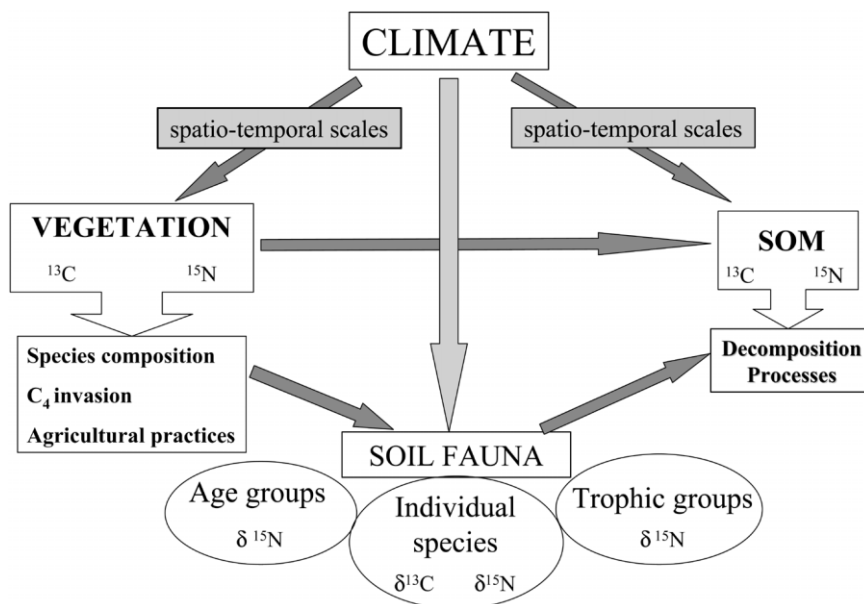 CLIMATE
spatio-temporal scales
spatio-temporal scales
VEGETATION
¹³C ¹⁵N
SOM
¹³C ¹⁵N
Species composition
C₄ invasion
Agricultural practices
Decomposition
Processes
SOIL FAUNA
Age groups
δ ¹⁵N
Individual
species
δ¹³C δ¹⁵N
Trophic groups
δ ¹⁵N